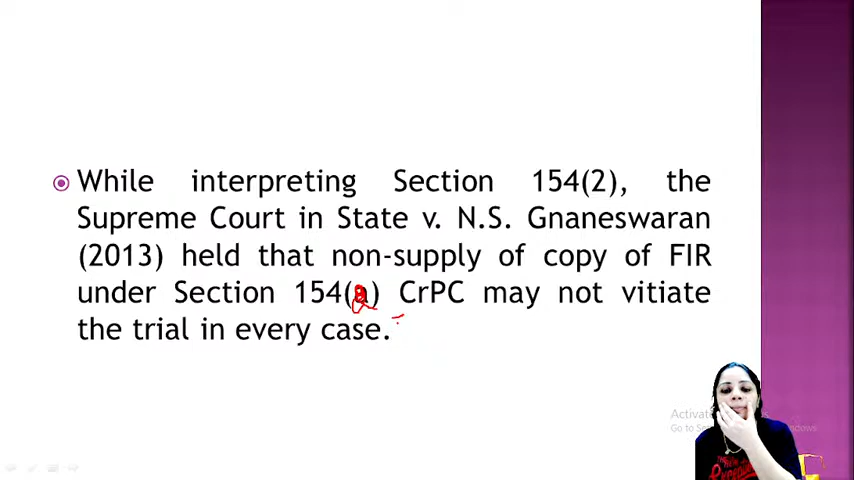 While interpreting Section 154(2), the
Supreme Court in State v. N.S. Gnaneswaran
(2013) held that non-supply of copy of FIR
under Section 154( ) CrPC may not vitiate
the trial in every case.
Activate
Go to